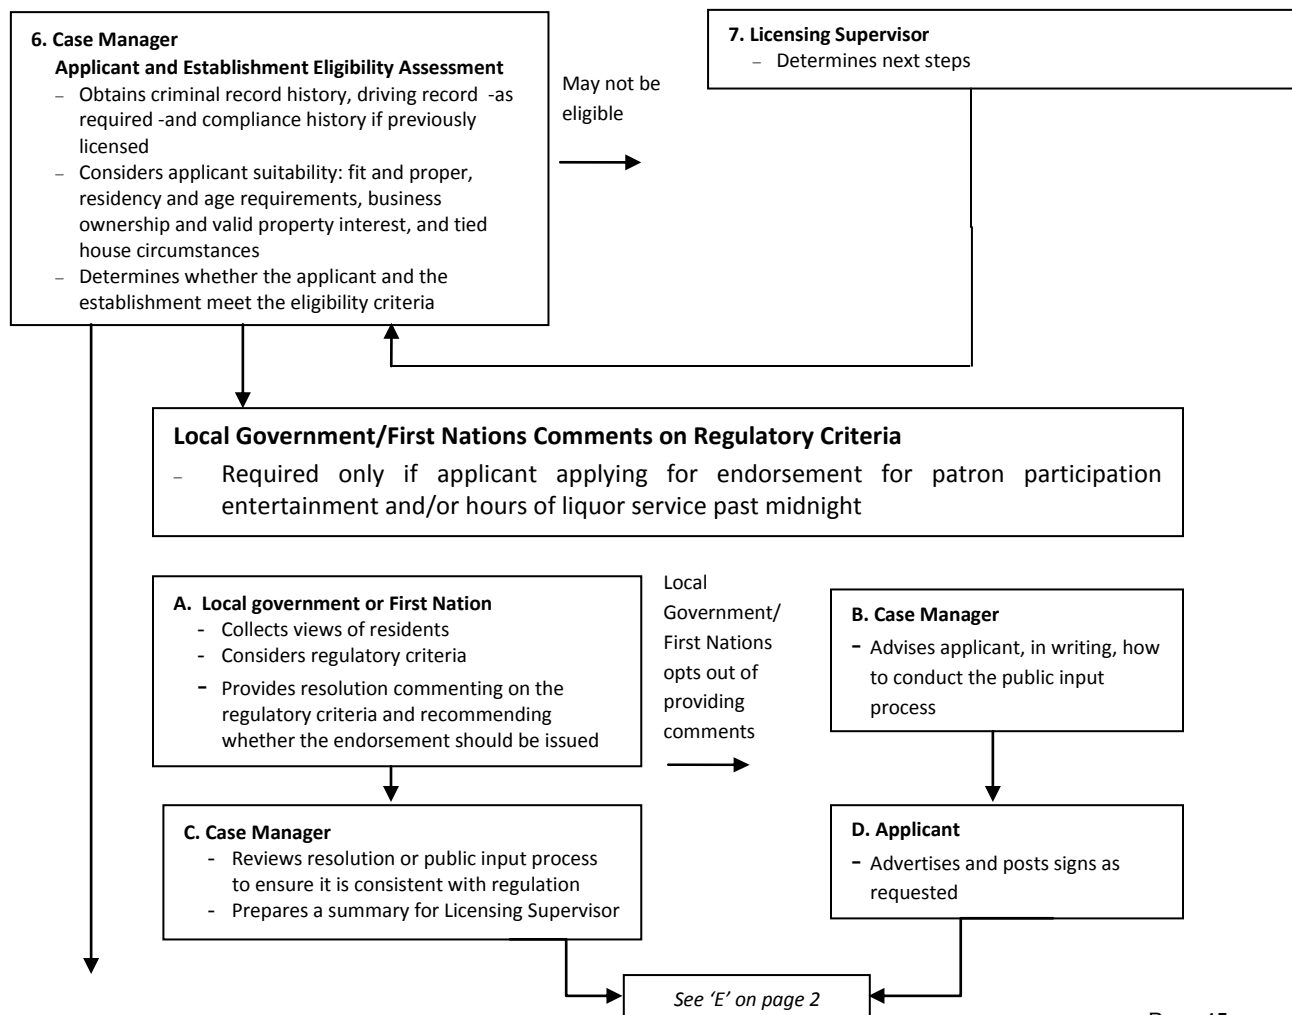 6. Case Manager
Applicant and Establishment Eligibility Assessment
– Obtains criminal record history, driving record -as
required -and compliance history if previously
licensed
– Considers applicant suitability: fit and proper,
residency and age requirements, business
ownership and valid property interest, and tied
house circumstances
– Determines whether the applicant and the
establishment meet the eligibility criteria
May not be
eligible
7. Licensing Supervisor
– Determines next steps
Local Government/First Nations Comments on Regulatory Criteria
– Required only if applicant applying for endorsement for patron participation
entertainment and/or hours of liquor service past midnight
A. Local government or First Nation
- Collects views of residents
- Considers regulatory criteria
- Provides resolution commenting on the
regulatory criteria and recommending
whether the endorsement should be issued
Local
Government/
First Nations
opts out of
providing
comments
B. Case Manager
- Advises applicant, in writing, how
to conduct the public input
process
C. Case Manager
- Reviews resolution or public input process
to ensure it is consistent with regulation
- Prepares a summary for Licensing Supervisor
D. Applicant
- Advertises and posts signs as
requested
See ‘E’ on page 2